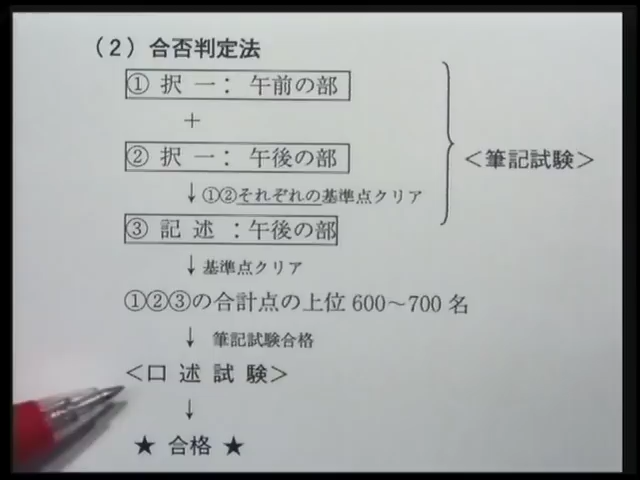 （２）合否判定法
① 択 一： 午前の部
＋
② 択 一： 午後の部
＜筆記試験＞
↓①②それぞれの基準点クリア
③ 記 述 ：午後の部
↓基準点クリア
①②③の合計点の上位 600～700 名
↓ 筆記試験合格
＜口 述 試 験＞
↓
★ 合格 ★